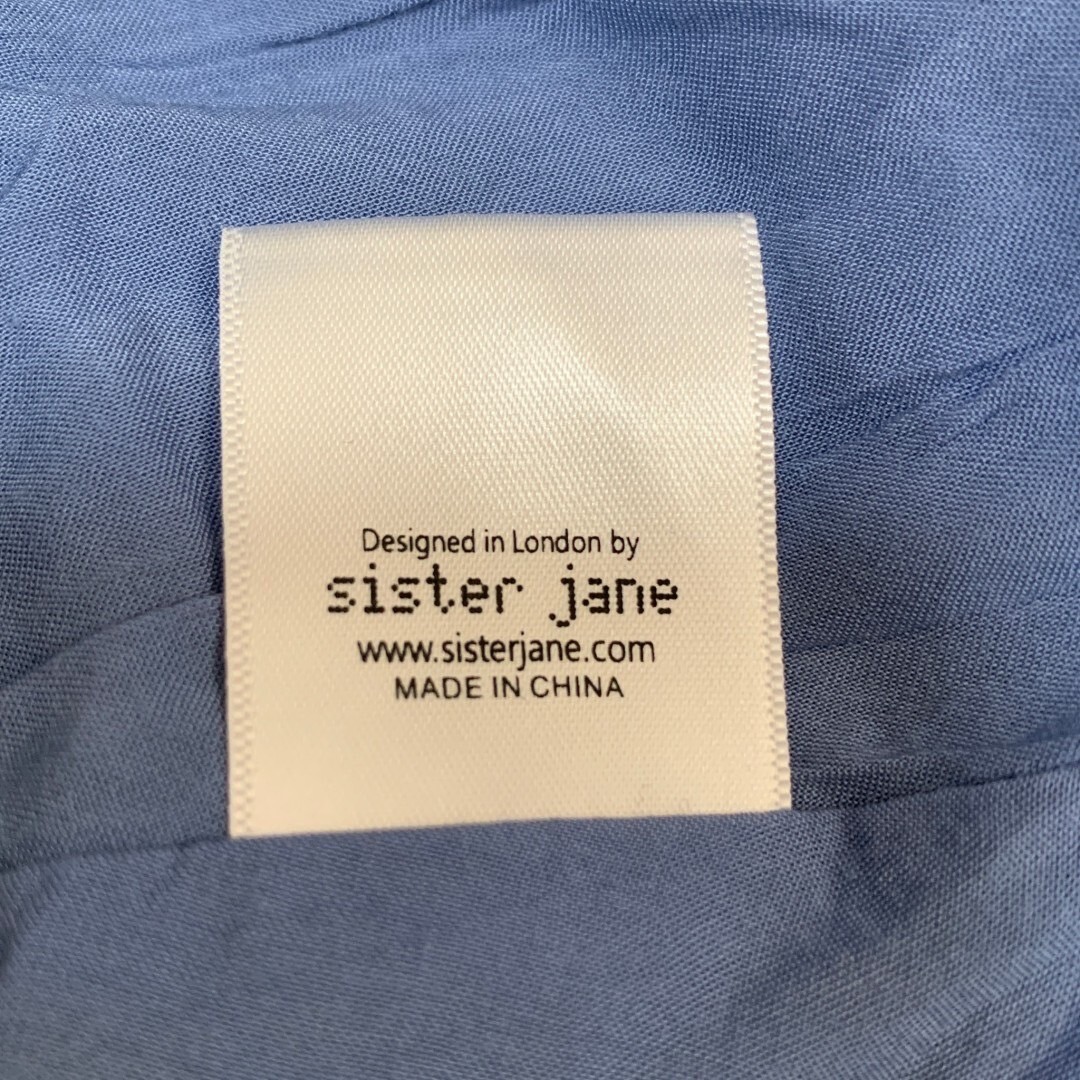 Designed in London by
sister jane
www.sisterjane.com
MADE IN CHINA